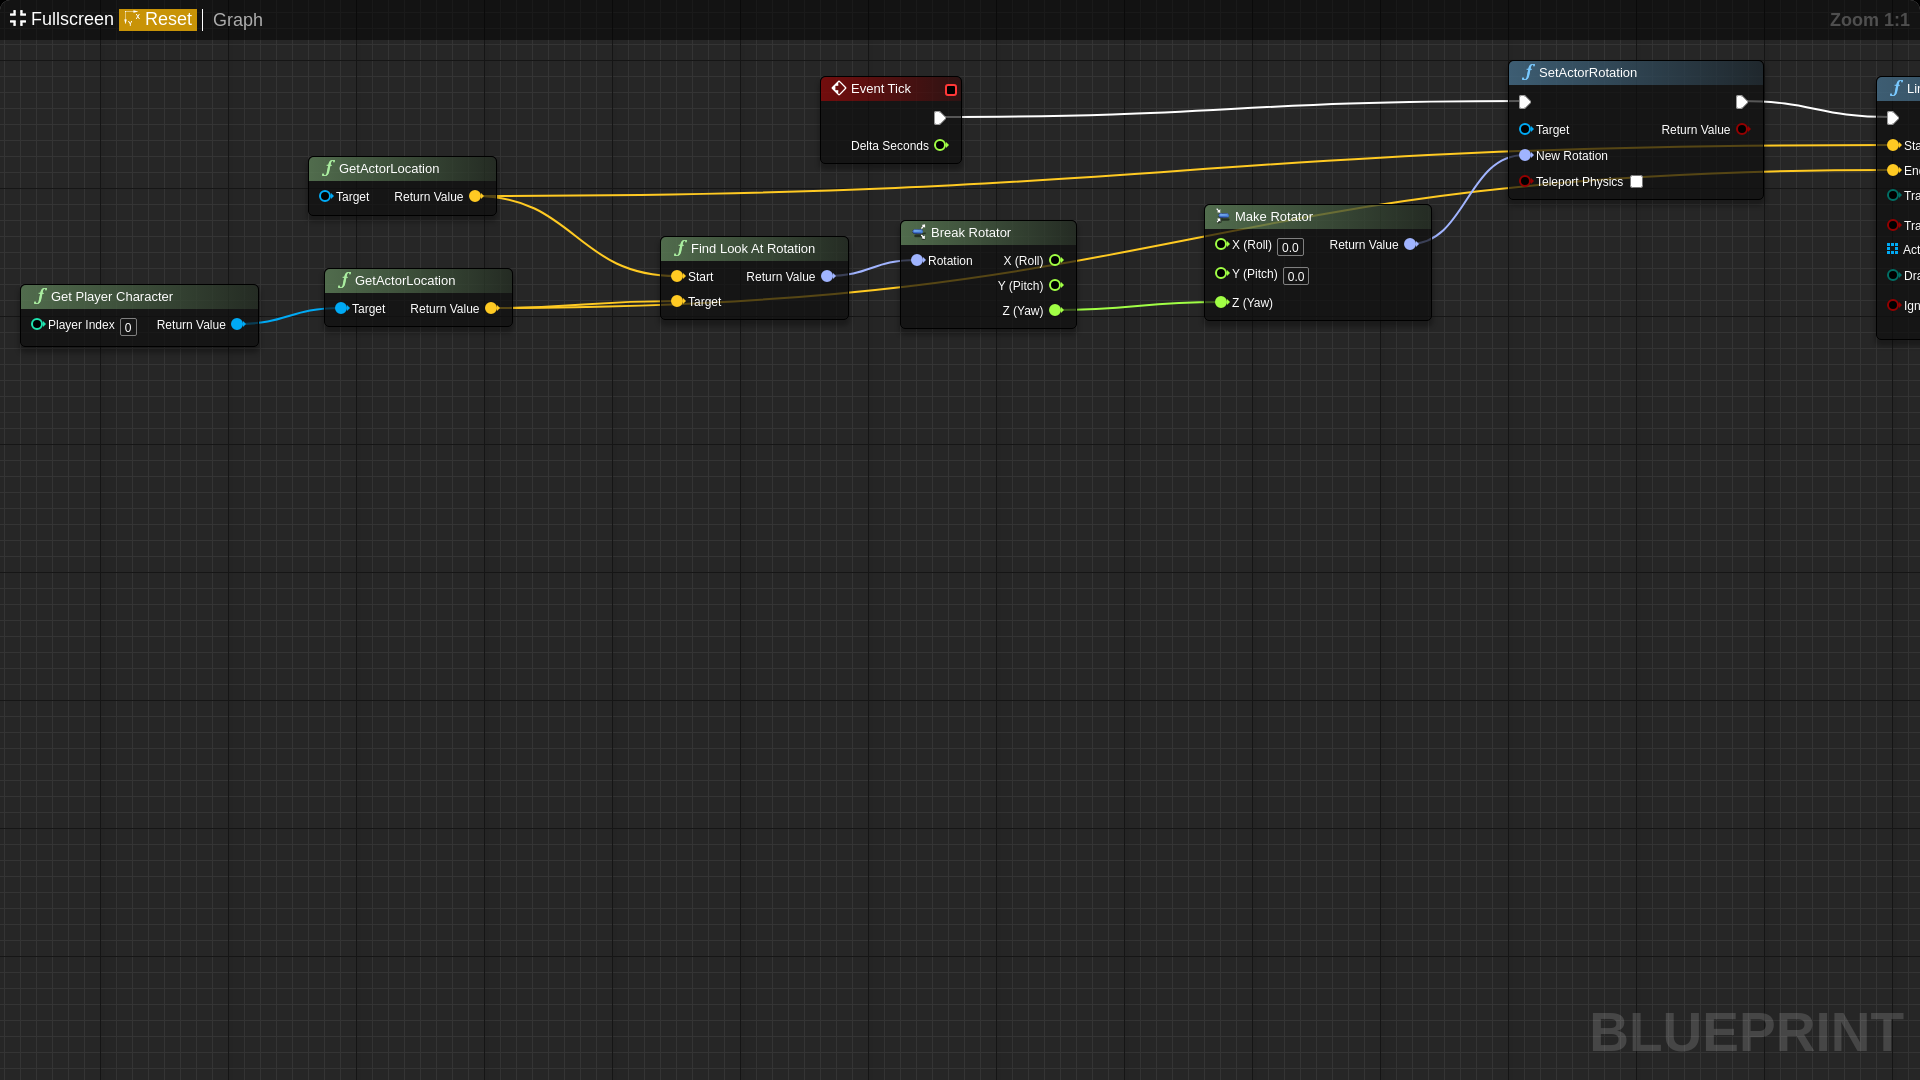 Fullscreen Reset Graph
Zoom 1:1
Event Tick
Delta Seconds
SetActorRotation
Target
Return Value
New Rotation
Teleport Physics
GetActorLocation
Target Return Value
Find Look At Rotation
Start Return Value
Target
Break Rotator
Rotation X (Roll)
Y (Pitch)
Z (Yaw)
Make Rotator
X (Roll) 0.0 Return Value
Y (Pitch) 0.0
Z (Yaw)
Get Player Character
Player Index 0 Return Value
GetActorLocation
Target Return Value
Lin
Sta
End
Tra
Tra
Act
Dra
Ign
BLUEPRINT